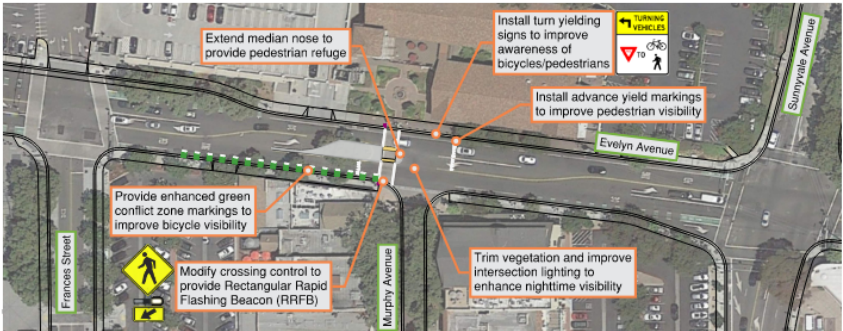 Extend median nose to
provide pedestrian refuge
Install turn yielding
signs to improve
awareness of
bicycles/pedestrians
TURNING
VEHICLES
TO
Sunnyvale Avenue
Install advance yield markings
to improve pedestrian visibility
Evelyn Avenue
Provide enhanced green
conflict zone markings to
improve bicycle visibility
Frances Street
Modify crossing control to
provide Rectangular Rapid
Flashing Beacon (RRFB)
Murphy Avenue
Trim vegetation and improve
intersection lighting to
enhance nighttime visibility